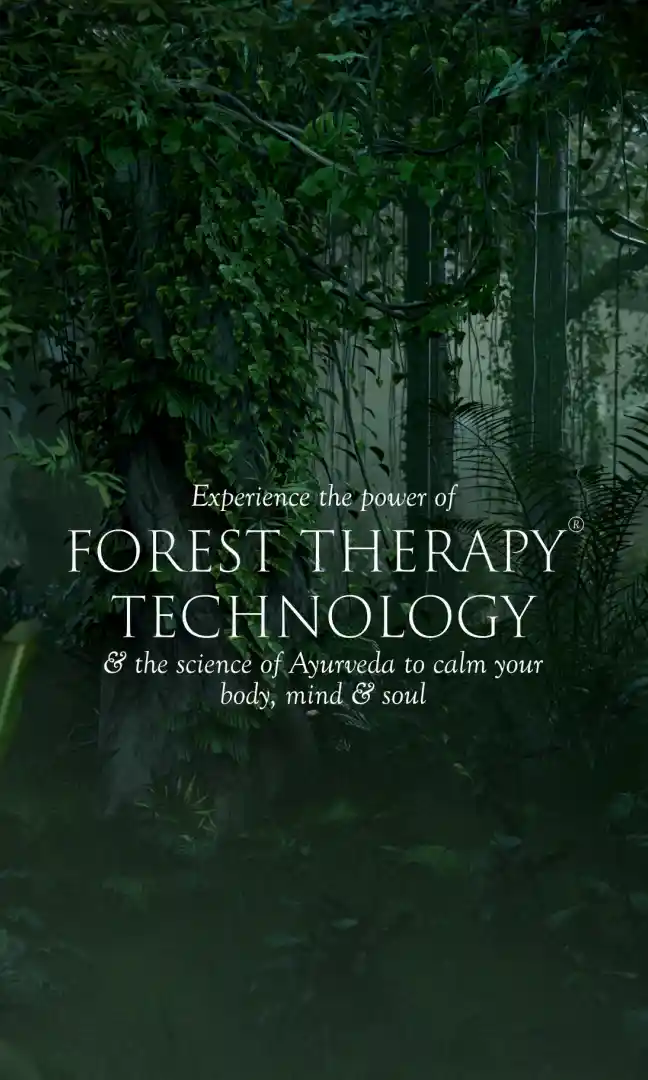 Experience the power of
FOREST THERAPY®
TECHNOLOGY
& the science of Ayurveda to calm your
body, mind & soul